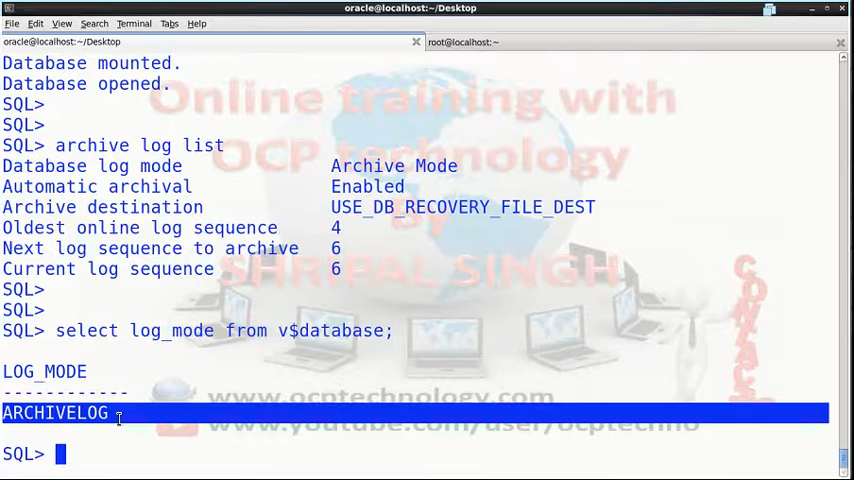 oracle@localhost:~/Desktop
File Edit View Search Terminal Tabs Help
oracle@localhost:~/Desktop
root@localhost:~
Database mounted.
Database opened.
SQL>
SQL>
SQL> archive log list
Database log mode Archive Mode
Automatic archival Enabled
Archive destination USE_DB_RECOVERY_FILE_DEST
Oldest online log sequence 4
Next log sequence to archive 6
Current log sequence 6
SQL>
SQL>
SQL> select log_mode from v$database;
LOG_MODE
------------
ARCHIVELOG
SQL>
Online training with
OCP technology
By
SHRIPAL SINGH
www.ocptechnology.com
www.youtube.com/user/ocptechno